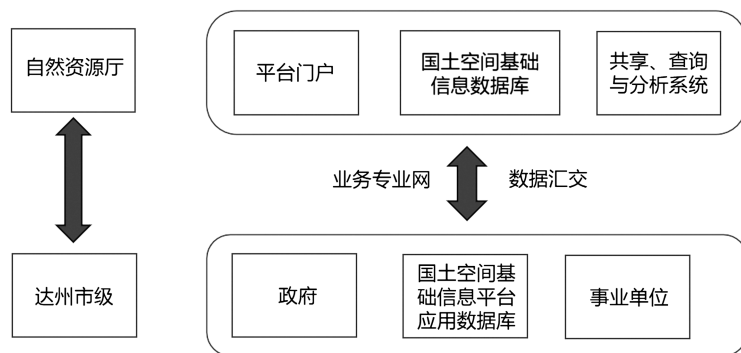 自然资源厅
平台门户
国土空间基础
信息数据库
共享、查询
与分析系统
业务专业网
数据汇交
达州市级
政府
国土空间基
础信息平台
应用数据库
事业单位